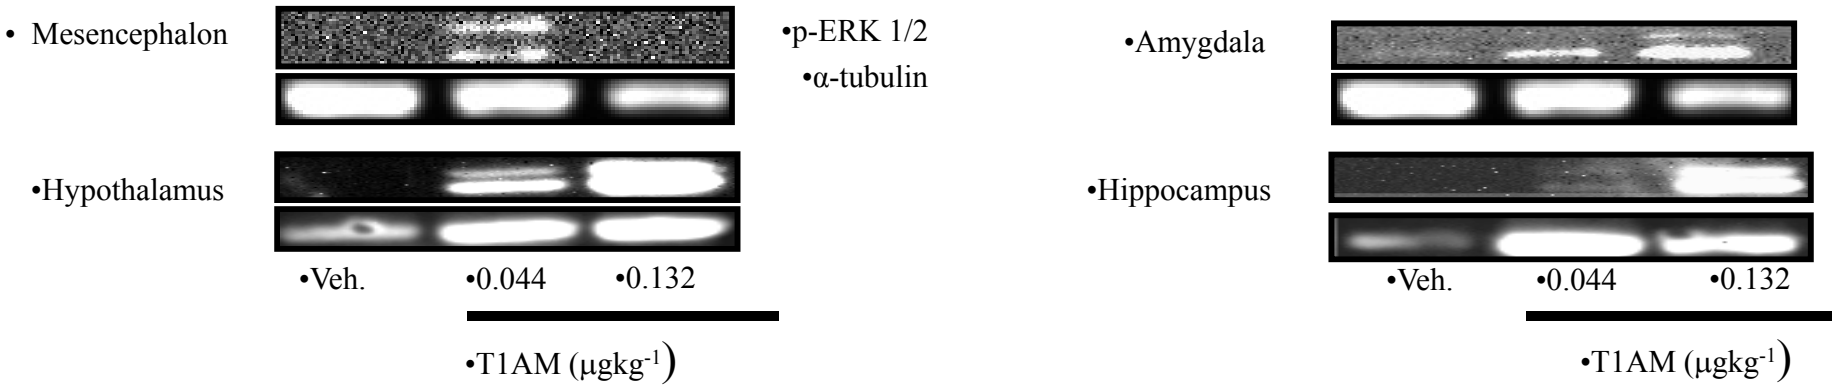 • Mesencephalon
•p-ERK 1/2
•α-tubulin
•Hypothalamus
•Veh. •0.044 •0.132
•T1AM (μgkg⁻¹)
•Amygdala
•Hippocampus
•Veh. •0.044 •0.132
•T1AM (μgkg⁻¹)